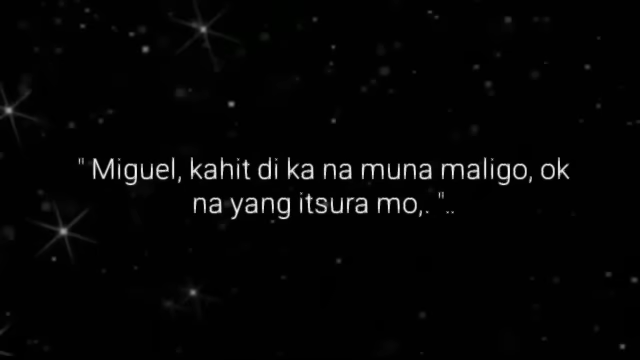 " Miguel, kahit di ka na muna maligo, ok
na yang itsura mo,. "..